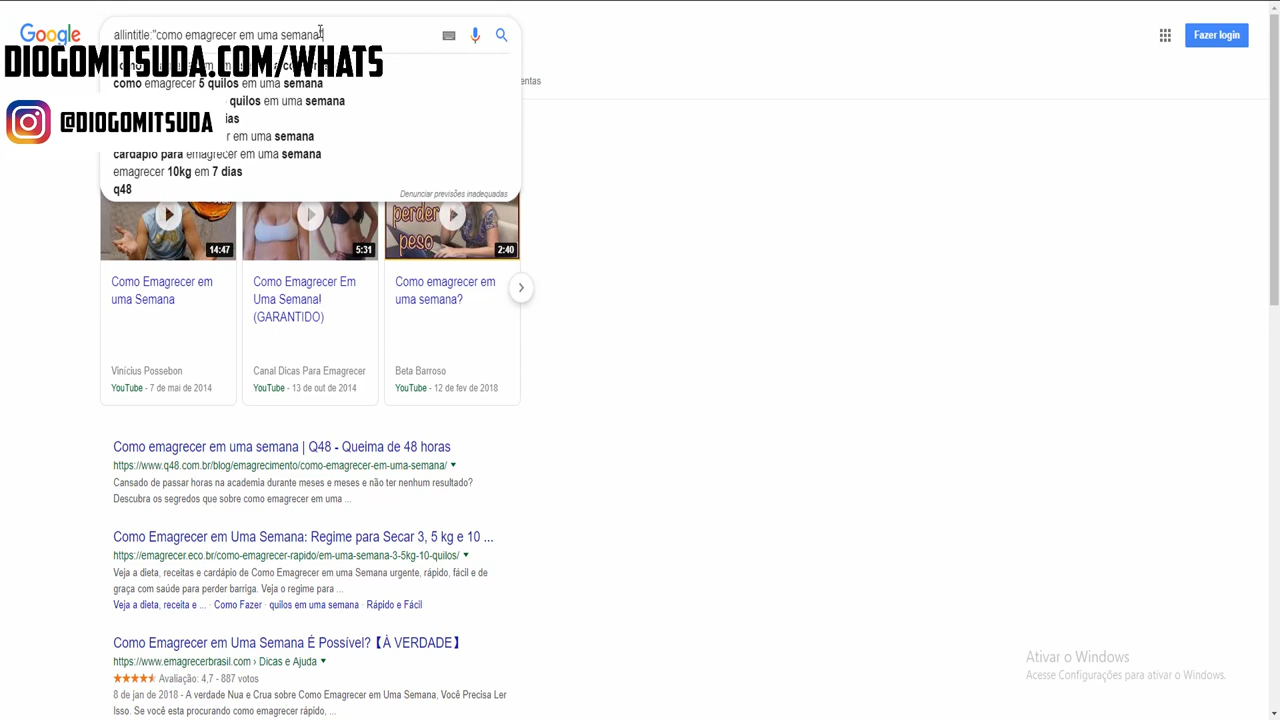 Google
allintitle:"como emagrecer em uma semana"
Fazer login
DIOGOMITSUDA.COM/WHATS
entas
como emagrecer 5 quilos em uma semana
quilos em uma semana
@DIOGOMITSUDA
ias
r em uma semana
cardápio para emagrecer em uma semana
emagrecer 10kg em 7 dias
q48
Denunciar previsões inadequadas
perder
peso
14:47
5:31
2:40
Como Emagrecer em
uma Semana
Como Emagrecer Em
Uma Semana!
(GARANTIDO)
Como emagrecer em
uma semana?
Vinícius Possebon
YouTube - 7 de mai de 2014
Canal Dicas Para Emagrecer
YouTube - 13 de out de 2014
Beta Barroso
YouTube - 12 de fev de 2018
Como emagrecer em uma semana | Q48 - Queima de 48 horas
https://www.q48.com.br/blog/emagrecimento/como-emagrecer-em-uma-semana/
Cansado de passar horas na academia durante meses e meses e não ter nenhum resultado?
Descubra os segredos que sobre como emagrecer em uma ...
Como Emagrecer em Uma Semana: Regime para Secar 3, 5 kg e 10 ...
https://emagrecer.eco.br/como-emagrecer-rapido/em-uma-semana-3-5kg-10-quilos/
Veja a dieta, receitas e cardápio de Como Emagrecer em uma Semana urgente, rápido, fácil e de
graça com saúde para perder barriga. Veja o regime para ...
Veja a dieta, receita e ... · Como Fazer · quilos em uma semana · Rápido e Fácil
Como Emagrecer em Uma Semana É Possível?【À VERDADE】
https://www.emagrecerbrasil.com › Dicas e Ajuda
Avaliação: 4,7 - 887 votos
8 de jan de 2018 - A verdade Nua e Crua sobre Como Emagrecer em Uma Semana, Você Precisa Ler
Isso. Se você esta procurando como emagrecer rápido, ...
Ativar o Windows
Acesse Configurações para ativar o Windows.